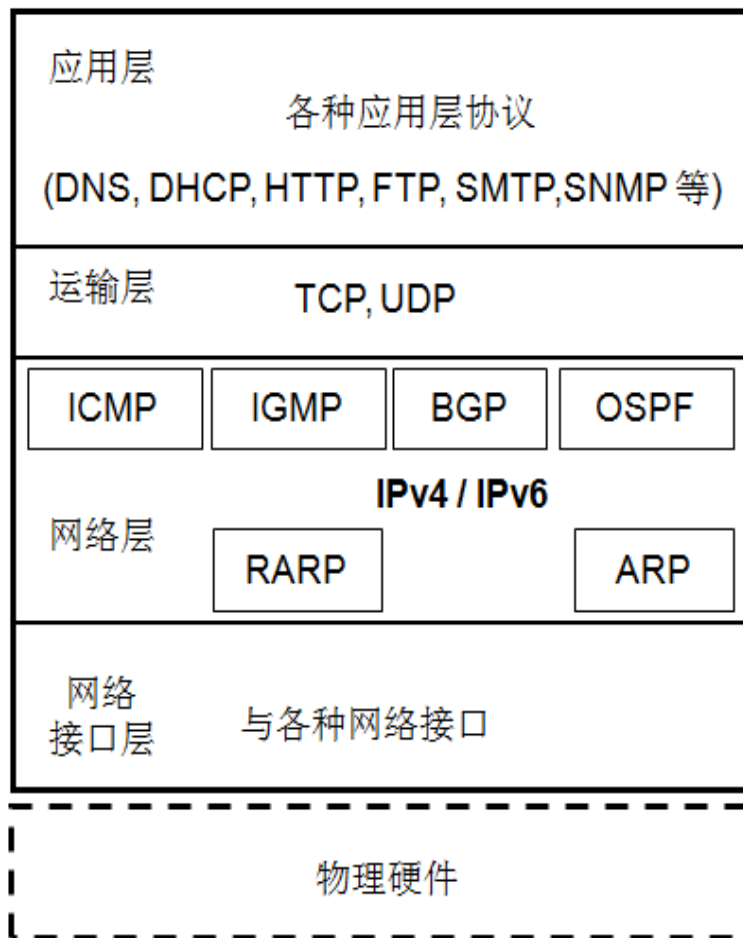 应用层
各种应用层协议
(DNS, DHCP, HTTP, FTP, SMTP,SNMP 等)
运输层
TCP, UDP
ICMP
IGMP
BGP
OSPF
IPv4 / IPv6
网络层
RARP
ARP
网络
接口层
与各种网络接口
物理硬件